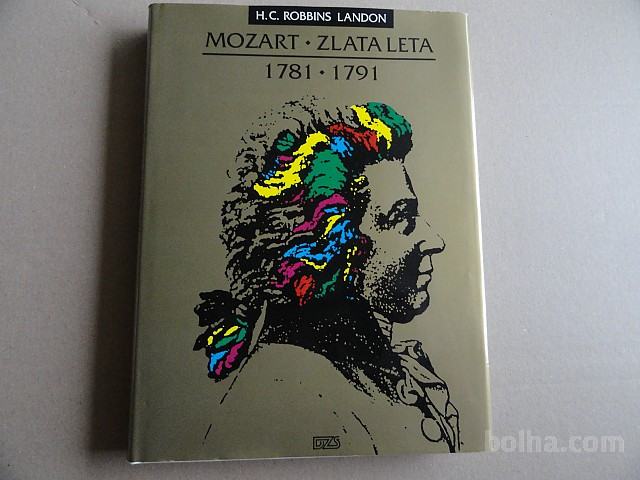 H.C. ROBBINS LANDON
MOZART • ZLATA LETA
1781 • 1791
DZS
bolha.com